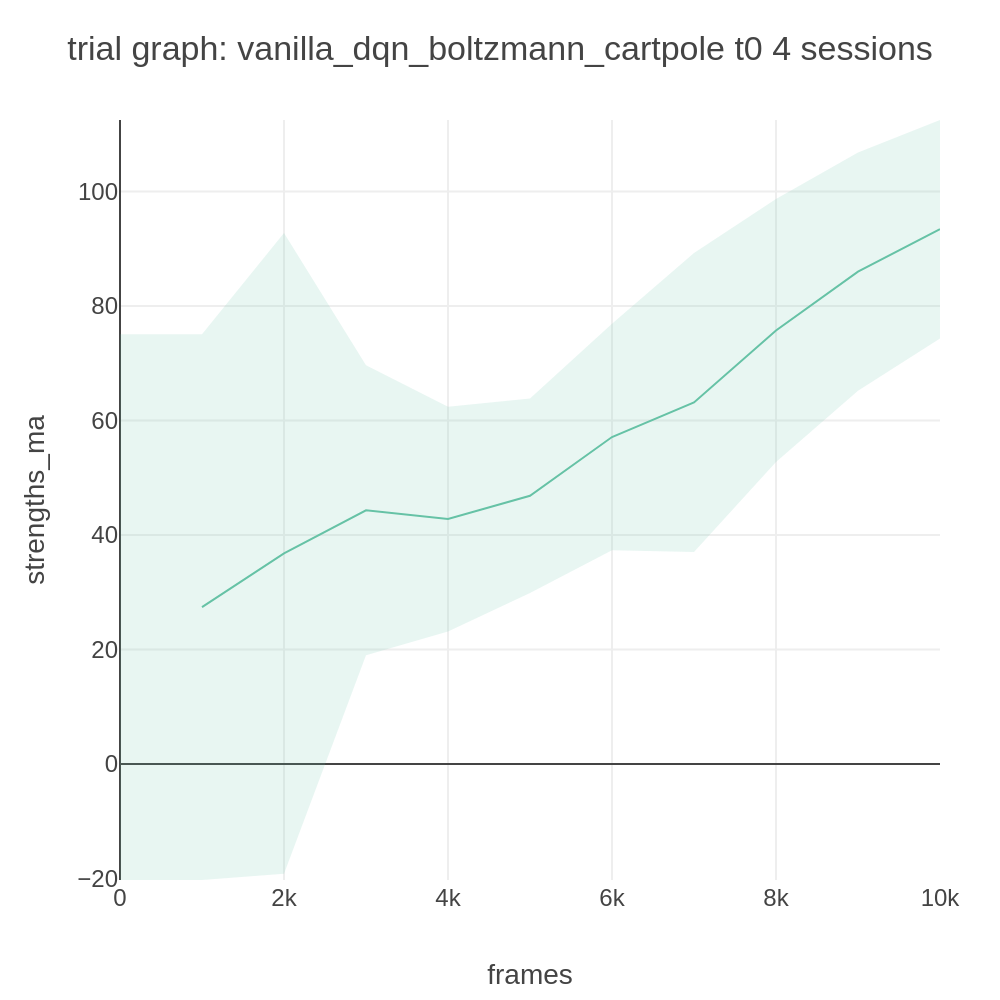 trial graph: vanilla_dqn_boltzmann_cartpole t0 4 sessions
100
80
60
40
20
0
−20
strengths_ma
0 2k 4k 6k 8k 10k
frames